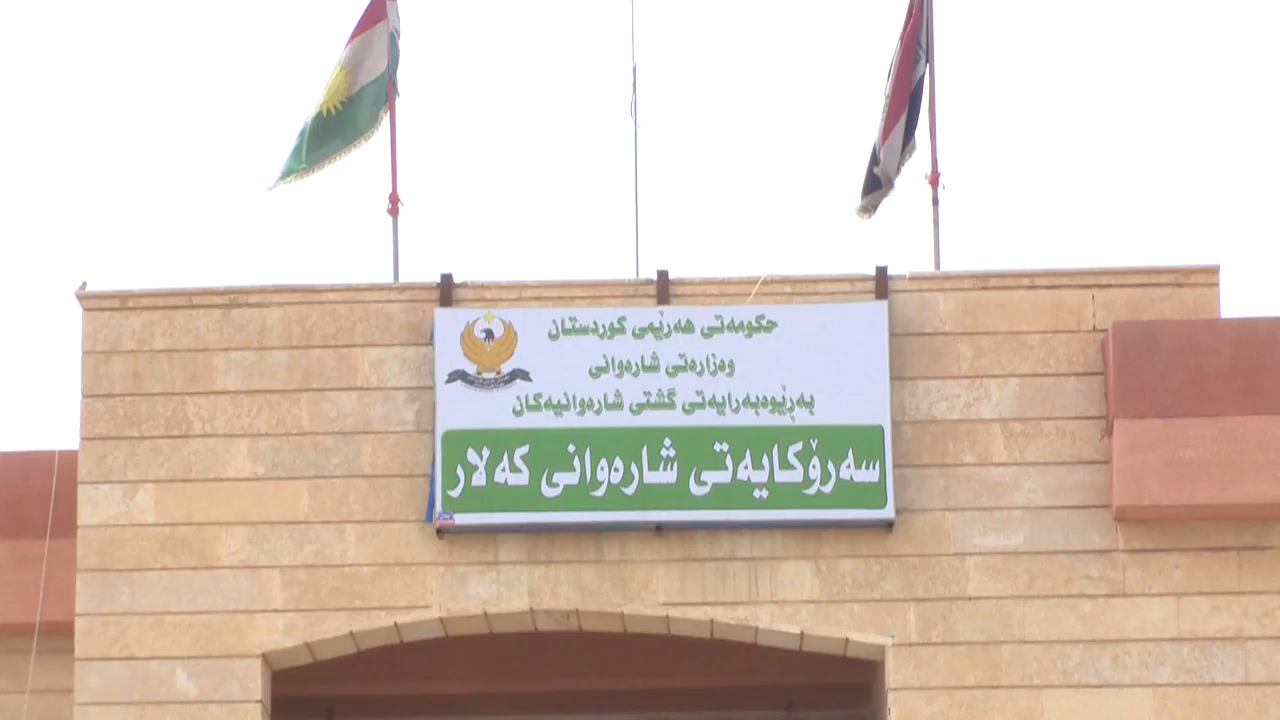 حکومەتی هەرێمی کوردستان
وەزارەتی شارەوانی
بەڕێوەبەرایەتی گشتی شارەوانیەکان
سەرۆکایەتی شارەوانی کەلار